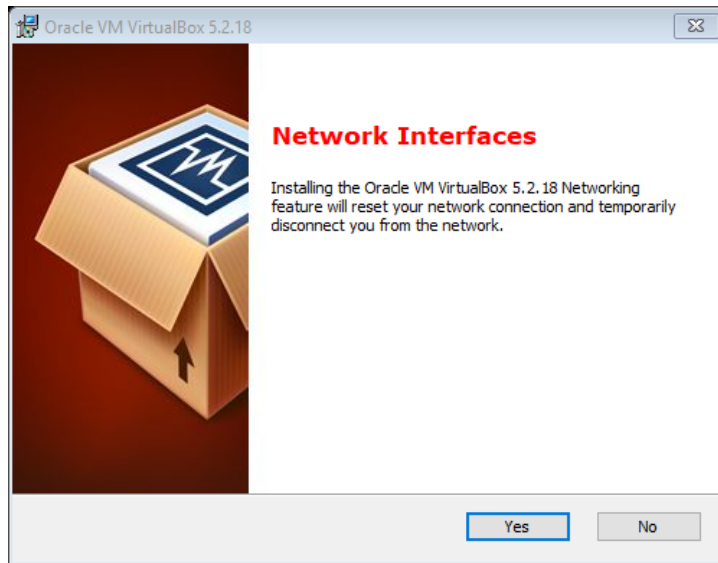 Oracle VM VirtualBox 5.2.18
Network Interfaces
Installing the Oracle VM VirtualBox 5.2.18 Networking
feature will reset your network connection and temporarily
disconnect you from the network.
Yes No